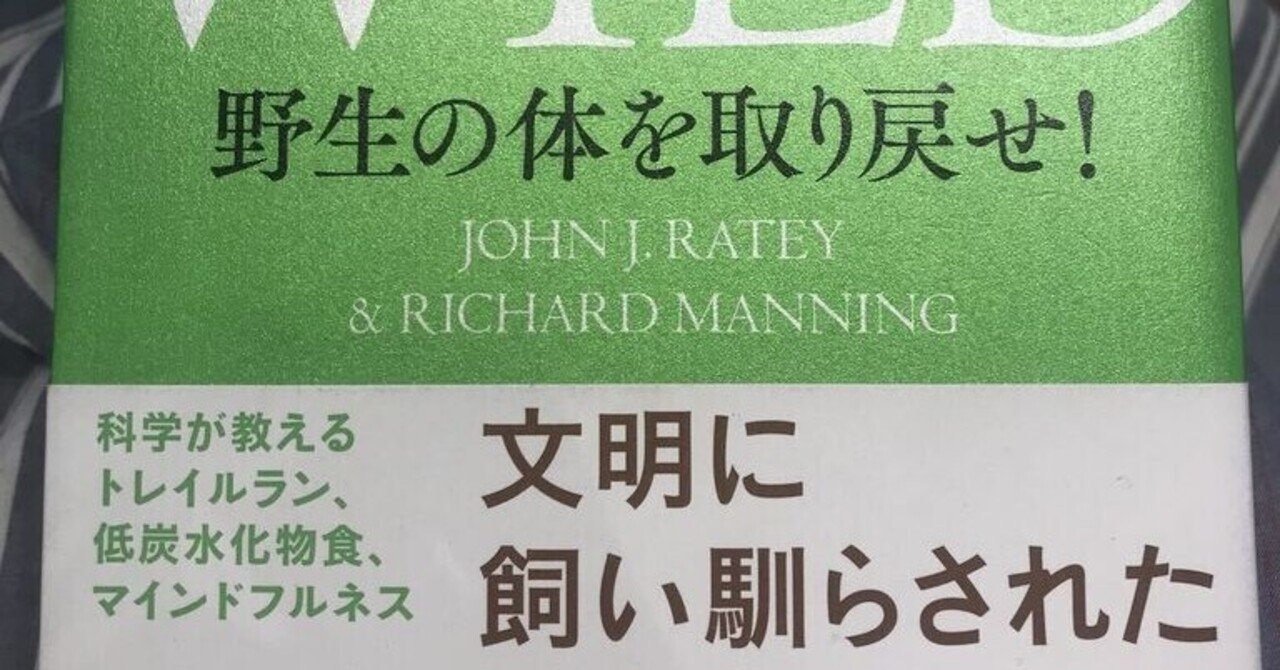 WILD
野生の体を取り戻せ!
JOHN J. RATEY
& RICHARD MANNING
科学が教える
トレイルラン、
低炭水化物食、
マインドフルネス
文明に
飼い馴らされた